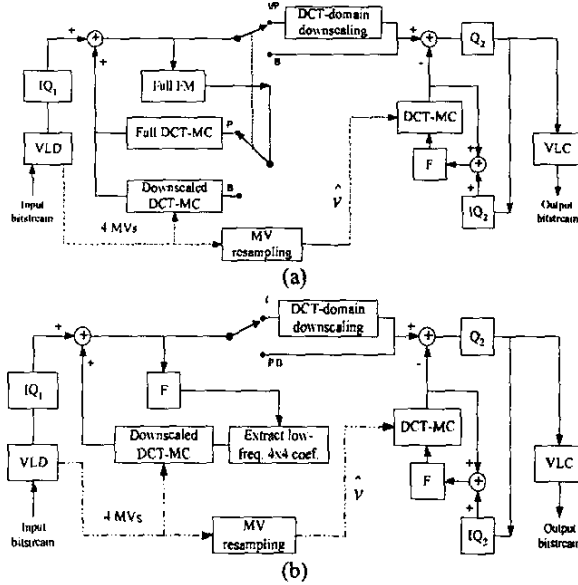 I/P
DCT-domain
downscaling
+
+
+
Q2
B
-
+
IQ1
Full FM
DCT-MC
VLD
Full DCT-MC
P
F
+
VLC
+
Input
bitstream
Downscaled
DCT-MC
B
V̂
IQ2
Output
bitstream
4 MVs
MV
resampling
(a)
I
DCT-domain
downscaling
+
+
+
Q2
P/B
-
IQ1
F
DCT-MC
VLD
Downscaled
DCT-MC
Extract low-
freq. 4x4 coef.
+
F
+
VLC
+
Input
bitstream
4 MVs
V̂
IQ2
Output
bitstream
MV
resampling
(b)